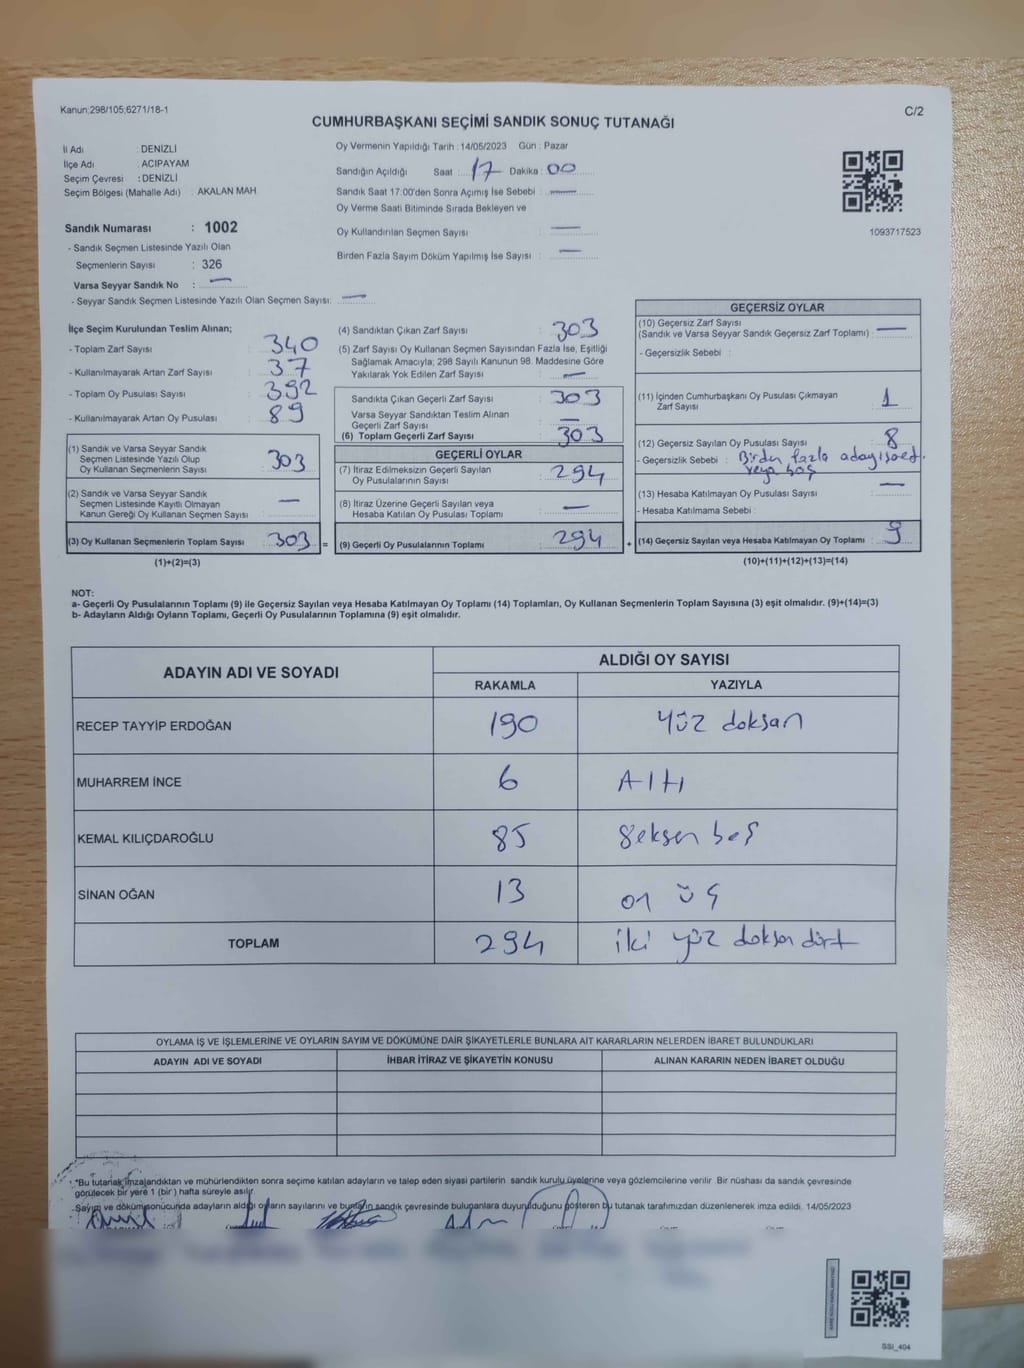 Kanun:298/105;6271/18-1
C/2
CUMHURBAŞKANI SEÇİMİ SANDIK SONUÇ TUTANAĞI
İl Adı : DENİZLİ
İlçe Adı : ACIPAYAM
Seçim Çevresi : DENİZLİ
Seçim Bölgesi (Mahalle Adı) : AKALAN MAH.
Sandık Numarası : 1002
- Sandık Seçmen Listesinde Yazılı Olan
Seçmenlerin Sayısı : 326
Varsa Seyyar Sandık No : —
- Seyyar Sandık Seçmen Listesinde Yazılı Olan Seçmen Sayısı: —
Oy Vermenin Yapıldığı Tarih : 14/05/2023 Gün : Pazar
Sandığın Açıldığı Saat : 17 Dakika : 00
Sandık Saat 17:00'den Sonra Açımış İse Sebebi : —
Oy Verme Saati Bitiminde Sırada Bekleyen ve
Oy Kullandırılan Seçmen Sayısı —
Birden Fazla Sayım Döküm Yapılmış İse Sayısı : —
1093717523
İlçe Seçim Kurulundan Teslim Alınan;
- Toplam Zarf Sayısı : 340
- Kullanılmayarak Artan Zarf Sayısı : 37
- Toplam Oy Pusulası Sayısı : 392
- Kullanılmayarak Artan Oy Pusulası : 89
(1) Sandık ve Varsa Seyyar Sandık
Seçmen Listesinde Yazılı Olup
Oy Kullanan Seçmenlerin Sayısı : 303
(2) Sandık ve Varsa Seyyar Sandık
Seçmen Listesinde Kayıtlı Olmayan
Kanun Gereği Oy Kullanan Seçmen Sayısı —
(3) Oy Kullanan Seçmenlerin Toplam Sayısı 303 =
(1)+(2)=(3)
(4) Sandıktan Çıkan Zarf Sayısı : 303
(5) Zarf Sayısı Oy Kullanan Seçmen Sayısından Fazla İse, Eşitliği
Sağlamak Amacıyla; 298 Sayılı Kanunun 98. Maddesine Göre
Yakılarak Yok Edilen Zarf Sayısı : —
Sandıkta Çıkan Geçerli Zarf Sayısı : 303
Varsa Seyyar Sandıktan Teslim Alınan
Geçerli Zarf Sayısı : —
(6) Toplam Geçerli Zarf Sayısı : 303
GEÇERLİ OYLAR
(7) İtiraz Edilmeksizin Geçerli Sayılan
Oy Pusulalarının Sayısı : 294
(8) İtiraz Üzerine Geçerli Sayılan veya
Hesaba Katılan Oy Pusulası Toplamı : —
(9) Geçerli Oy Pusulalarının Toplamı : 294 +
GEÇERSİZ OYLAR
(10) Geçersiz Zarf Sayısı
(Sandık ve Varsa Seyyar Sandık Geçersiz Zarf Toplamı) : —
- Geçersizlik Sebebi :
(11) İçinden Cumhurbaşkanı Oy Pusulası Çıkmayan
Zarf Sayısı : 1
(12) Geçersiz Sayılan Oy Pusulası Sayısı : 8
- Geçersizlik Sebebi : Birden fazla adayı
veya boş
(13) Hesaba Katılmayan Oy Pusulası Sayısı : —
- Hesaba Katılmama Sebebi :
(14) Geçersiz Sayılan veya Hesaba Katılmayan Oy Toplamı : 9
(10)+(11)+(12)+(13)=(14)
NOT:
a- Geçerli Oy Pusulalarının Toplamı (9) ile Geçersiz Sayılan veya Hesaba Katılmayan Oy Toplamı (14) Toplamları, Oy Kullanan Seçmenlerin Toplam Sayısına (3) eşit olmalıdır. (9)+(14)=(3)
b- Adayların Aldığı Oyların Toplamı, Geçerli Oy Pusulalarının Toplamına (9) eşit olmalıdır.
ADAYIN ADI VE SOYADI
ALDIĞI OY SAYISI
RAKAMLA YAZIYLA
RECEP TAYYİP ERDOĞAN 190 Yüz doksan
MUHARREM İNCE 6 Altı
KEMAL KILIÇDAROĞLU 85 Seksen beş
SİNAN OĞAN 13 on üç
TOPLAM 294 iki yüz doksan dört
OYLAMA İŞ VE İŞLEMLERİNE VE OYLARIN SAYIM VE DÖKÜMÜNE DAİR ŞİKAYETLERLE BUNLARA AİT KARARLARIN NELERDEN İBARET BULUNDUKLARI
ADAYIN ADI VE SOYADI İHBAR İTİRAZ VE ŞİKAYETİN KONUSU ALINAN KARARIN NEDEN İBARET OLDUĞU
"Bu tutanak imzalandıktan ve mühürlendikten sonra seçime katılan adayların ve talep eden siyasi partilerin sandık kurulu üyelerine veya gözlemcilerine verilir. Bir nüshası da sandık çevresinde
görülecek bir yere 1 (bir) hafta süreyle asılır.
Sayım ve döküm sonucunda adayların aldığı oyların sayılarını ve bunların sandık çevresinde bulunanlara duyurulduğunu gösteren bu tutanak tarafımızdan düzenlenerek imza edildi. 14/05/2023
SSI_404